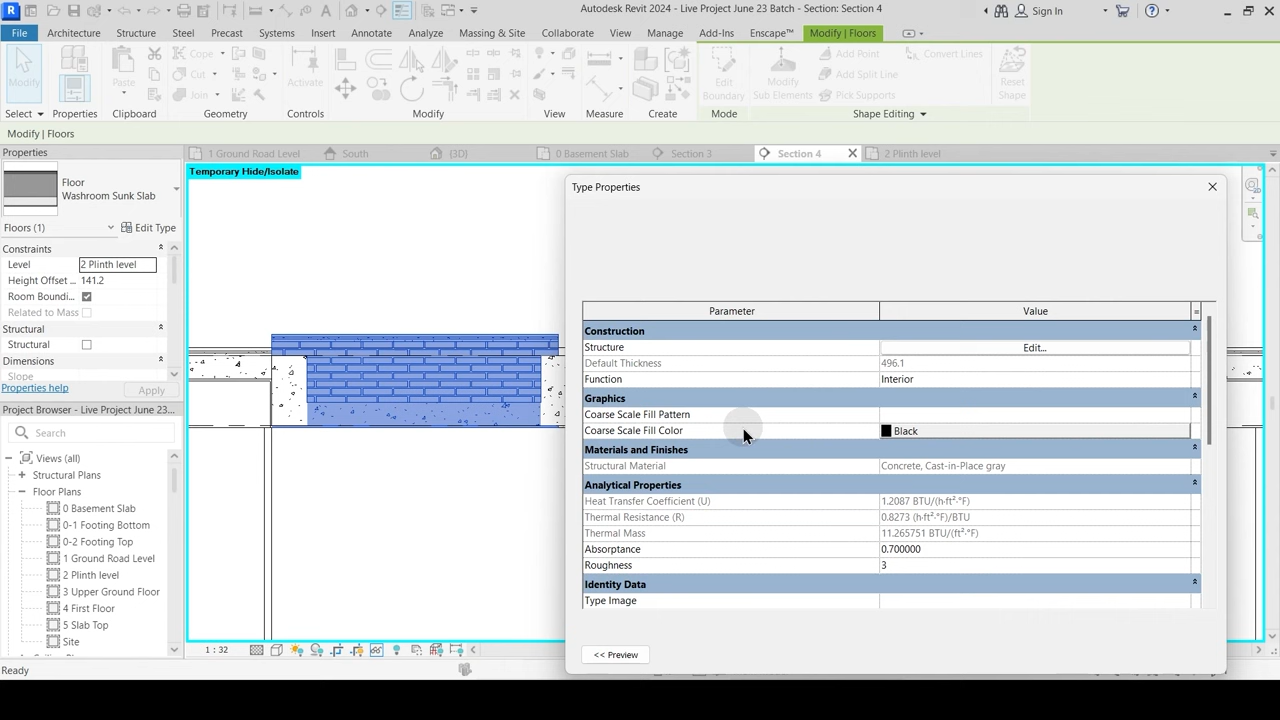 Autodesk Revit 2024 - Live Project June 23 Batch - Section: Section 4
Sign In
File Architecture Structure Steel Precast Systems Insert Annotate Analyze Massing & Site Collaborate View Manage Add-Ins Enscape™ Modify | Floors
Modify
Paste
Cope
Cut
Join
Activate
Edit
Boundary
Modify
Sub Elements
Add Point
Add Split Line
Pick Supports
Convert Lines
Reset
Shape
Select Properties Clipboard Geometry Controls Modify View Measure Create Mode Shape Editing
Modify | Floors
Properties
1 Ground Road Level South {3D} 0 Basement Slab Section 3 Section 4 2 Plinth level
Temporary Hide/Isolate
Floor
Washroom Sunk Slab
Floors (1) Edit Type
Constraints
Level 2 Plinth level
Height Offset ... 141.2
Room Boundi...
Related to Mass
Structural
Structural
Dimensions
Slope
Properties help Apply
Project Browser - Live Project June 23...
Search
Views (all)
Structural Plans
Floor Plans
0 Basement Slab
0-1 Footing Bottom
0-2 Footing Top
1 Ground Road Level
2 Plinth level
3 Upper Ground Floor
4 First Floor
5 Slab Top
Site
Type Properties
Parameter Value =
Construction
Structure Edit...
Default Thickness 496.1
Function Interior
Graphics
Coarse Scale Fill Pattern
Coarse Scale Fill Color Black
Materials and Finishes
Structural Material Concrete, Cast-in-Place gray
Analytical Properties
Heat Transfer Coefficient (U) 1.2087 BTU/(h·ft²·°F)
Thermal Resistance (R) 0.8273 (h·ft²·°F)/BTU
Thermal Mass 11.265751 BTU/(ft²·°F)
Absorptance 0.700000
Roughness 3
Identity Data
Type Image
<< Preview
1 : 32
Ready